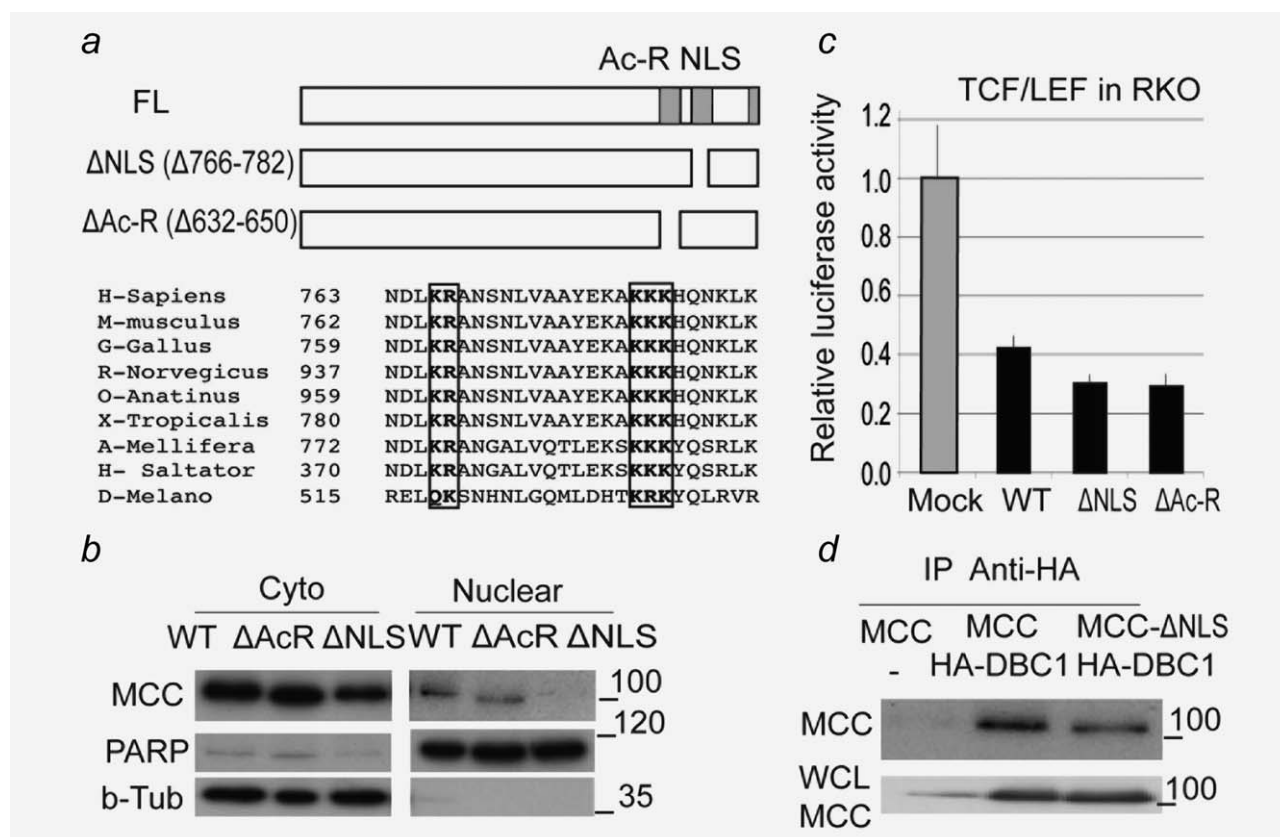 a
Ac-R NLS
FL
ΔNLS (Δ766-782)
ΔAc-R (Δ632-650)
H-Sapiens 763 NDLKRANSNLVAAYEKAKKKHQNKLK
M-musculus 762 NDLKRANSNLVAAYEKAKKKHQNKLK
G-Gallus 759 NDLKRANSNLVAAYEKAKKKHQNKLK
R-Norvegicus 937 NDLKRANSNLVAAYEKAKKKHQNKLK
O-Anatinus 959 NDLKRANSNLVAAYEKAKKKHQNKLK
X-Tropicalis 780 NDLKRANSNLVAAYEKAKKKHQNKLK
A-Mellifera 772 NDLKRANGALVQTLEKSKKKYQSRLK
H- Saltator 370 NDLKRANGALVQTLEKSKKKYQSRLK
D-Melano 515 RELQKSNHNLGQMLDHTKRKYQLRVR
b
Cyto Nuclear
WT ΔAcR ΔNLS WT ΔAcR ΔNLS
MCC 100
120
PARP
b-Tub 35
c
TCF/LEF in RKO
Relative luciferase activity
1.2
1.0
0.8
0.6
0.4
0.2
0.0
Mock WT ΔNLS ΔAc-R
d
IP Anti-HA
MCC MCC MCC-ΔNLS
- HA-DBC1 HA-DBC1
MCC 100
WCL
MCC 100